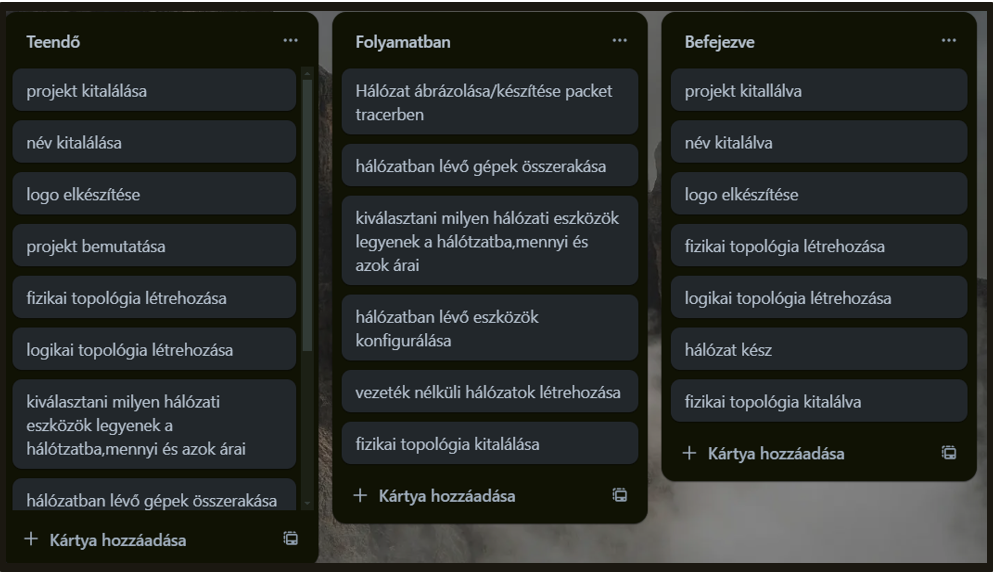 Teendő
projekt kitalálása
név kitalálása
logo elkészítése
projekt bemutatása
fizikai topológia létrehozása
logikai topológia létrehozása
kiválasztani milyen hálózati
eszközök legyenek a
hálótzatba,mennyi és azok árai
hálózatban lévő gépek összerakása
Kártya hozzáadása
Folyamatban
Hálózat ábrázolása/készítése packet
tracerben
hálózatban lévő gépek összerakása
kiválasztani milyen hálózati eszközök
legyenek a hálótzatba,mennyi és
azok árai
hálózatban lévő eszközök
konfigurálása
vezeték nélküli hálózatok létrehozása
fizikai topológia kitalálása
Kártya hozzáadása
Befejezve
projekt kitallálva
név kitalálva
logo elkészítése
fizikai topológia létrehozása
logikai topológia létrehozása
hálózat kész
fizikai topológia kitalálva
Kártya hozzáadása